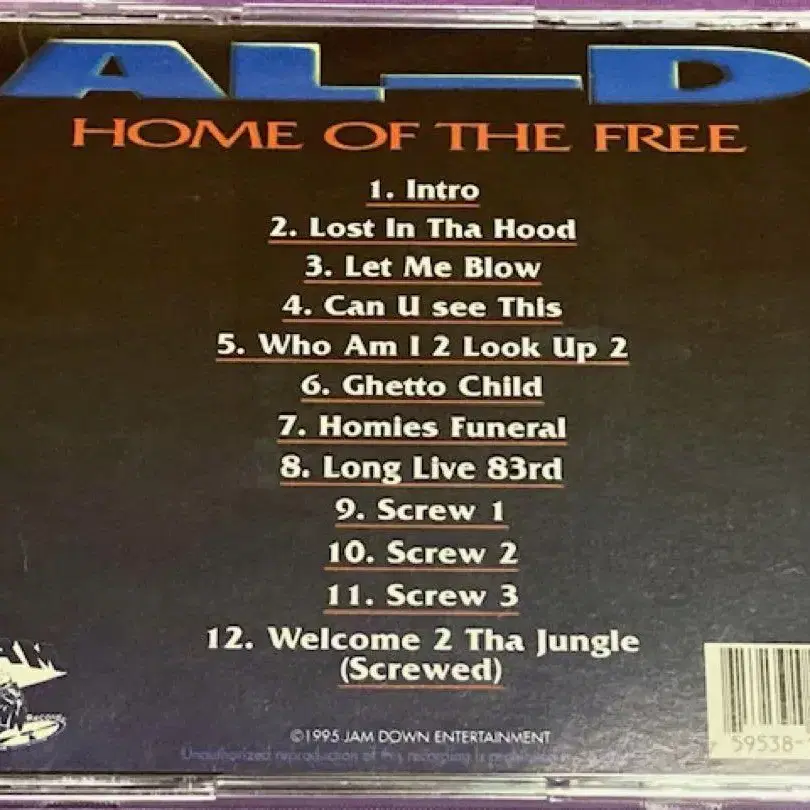 AL—D
HOME OF THE FREE
1. Intro
2. Lost In Tha Hood
3. Let Me Blow
4. Can U see This
5. Who Am I 2 Look Up 2
6. Ghetto Child
7. Homies Funeral
8. Long Live 83rd
9. Screw 1
10. Screw 2
11. Screw 3
12. Welcome 2 Tha Jungle
(Screwed)
RECORDS
©1995 JAM DOWN ENTERTAINMENT
Unauthorized reproduction of this recording is
7 59538-